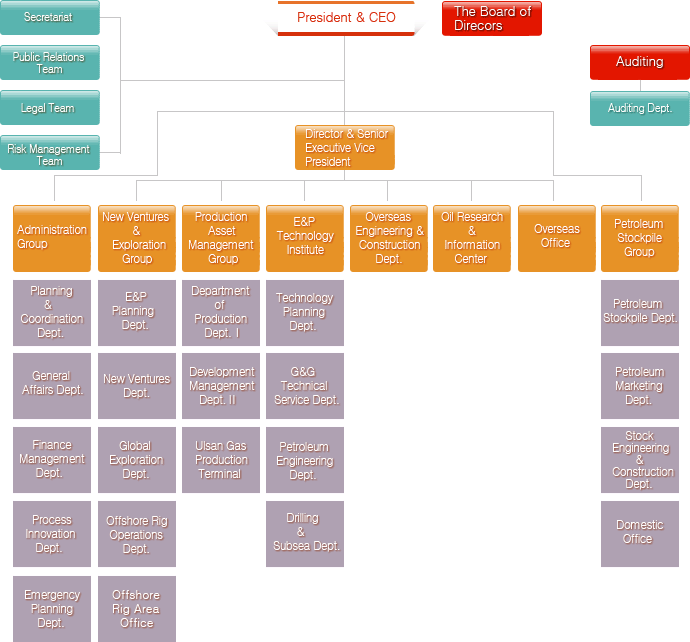 Secretariat
President & CEO
The Board of
Direcors
Public Relations
Team
Auditing
Legal Team
Auditing Dept.
Risk Management
Team
Director & Senior
Executive Vice
President
Administration
Group
New Ventures
&
Exploration
Group
Production
Asset
Management
Group
E&P
Technology
Institute
Overseas
Engineering &
Construction
Dept.
Oil Research
&
Information
Center
Overseas
Office
Petroleum
Stockpile
Group
Planning
&
Coordination
Dept.
E&P
Planning
Dept.
Department
of
Production
Dept. I
Technology
Planning
Dept.
Petroleum
Stockpile Dept.
General
Affairs Dept.
New Ventures
Dept.
Development
Management
Dept. II
G&G
Technical
Service Dept.
Petroleum
Marketing
Dept.
Finance
Management
Dept.
Global
Exploration
Dept.
Ulsan Gas
Production
Terminal
Petroleum
Engineering
Dept.
Stock
Engineering
&
Construction
Dept.
Process
Innovation
Dept.
Offshore Rig
Operations
Dept.
Drilling
&
Subsea Dept.
Domestic
Office
Emergency
Planning
Dept.
Offshore
Rig Area
Office